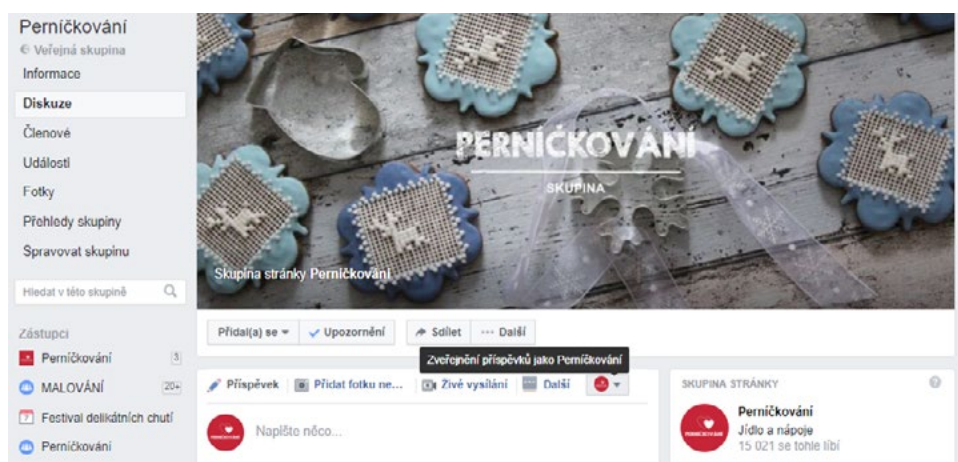 Perníčkování
Veřejná skupina
Informace
Diskuze
Členové
Události
Fotky
Přehledy skupiny
Spravovat skupinu
Hledat v této skupině
Zástupci
Perníčkování 3
MALOVÁNÍ 20+
7 Festival delikátních chutí
Perníčkování
PERNÍČKOVÁNÍ
SKUPINA
Skupina stránky Perníčkování
Přidal(a) se
Upozornění
Sdílet
Další
Zveřejnění příspěvků jako Perníčkování
Příspěvek
Přidat fotku ne...
Živé vysílání
Další
Napište něco...
SKUPINA STRÁNKY
Perníčkování
Jídlo a nápoje
15 021 se tohle líbí